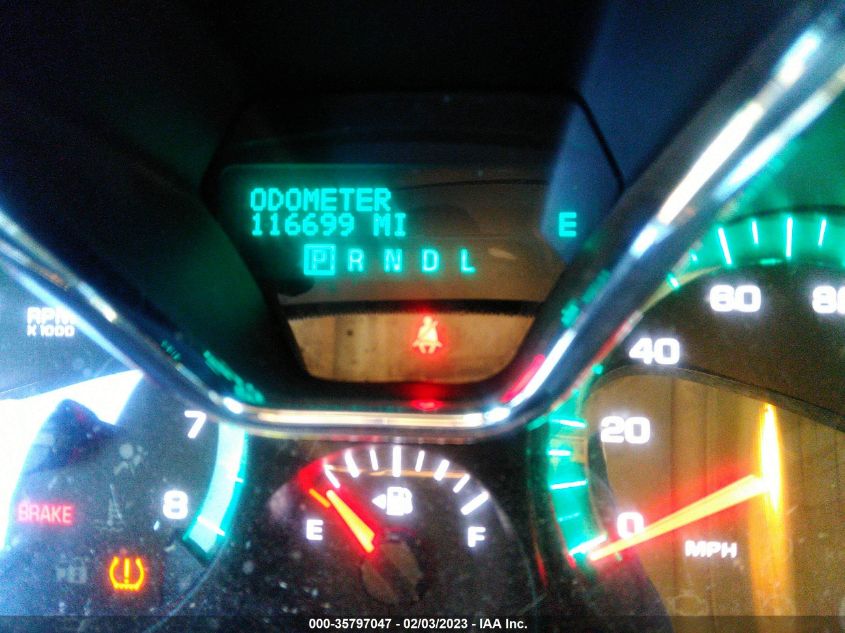 ODOMETER
116699 MI
E
P R N D L
RPM
X 1000
60
80
40
7
20
8
BRAKE
E
F
0
MPH
000-35797047 - 02/03/2023 - IAA Inc.